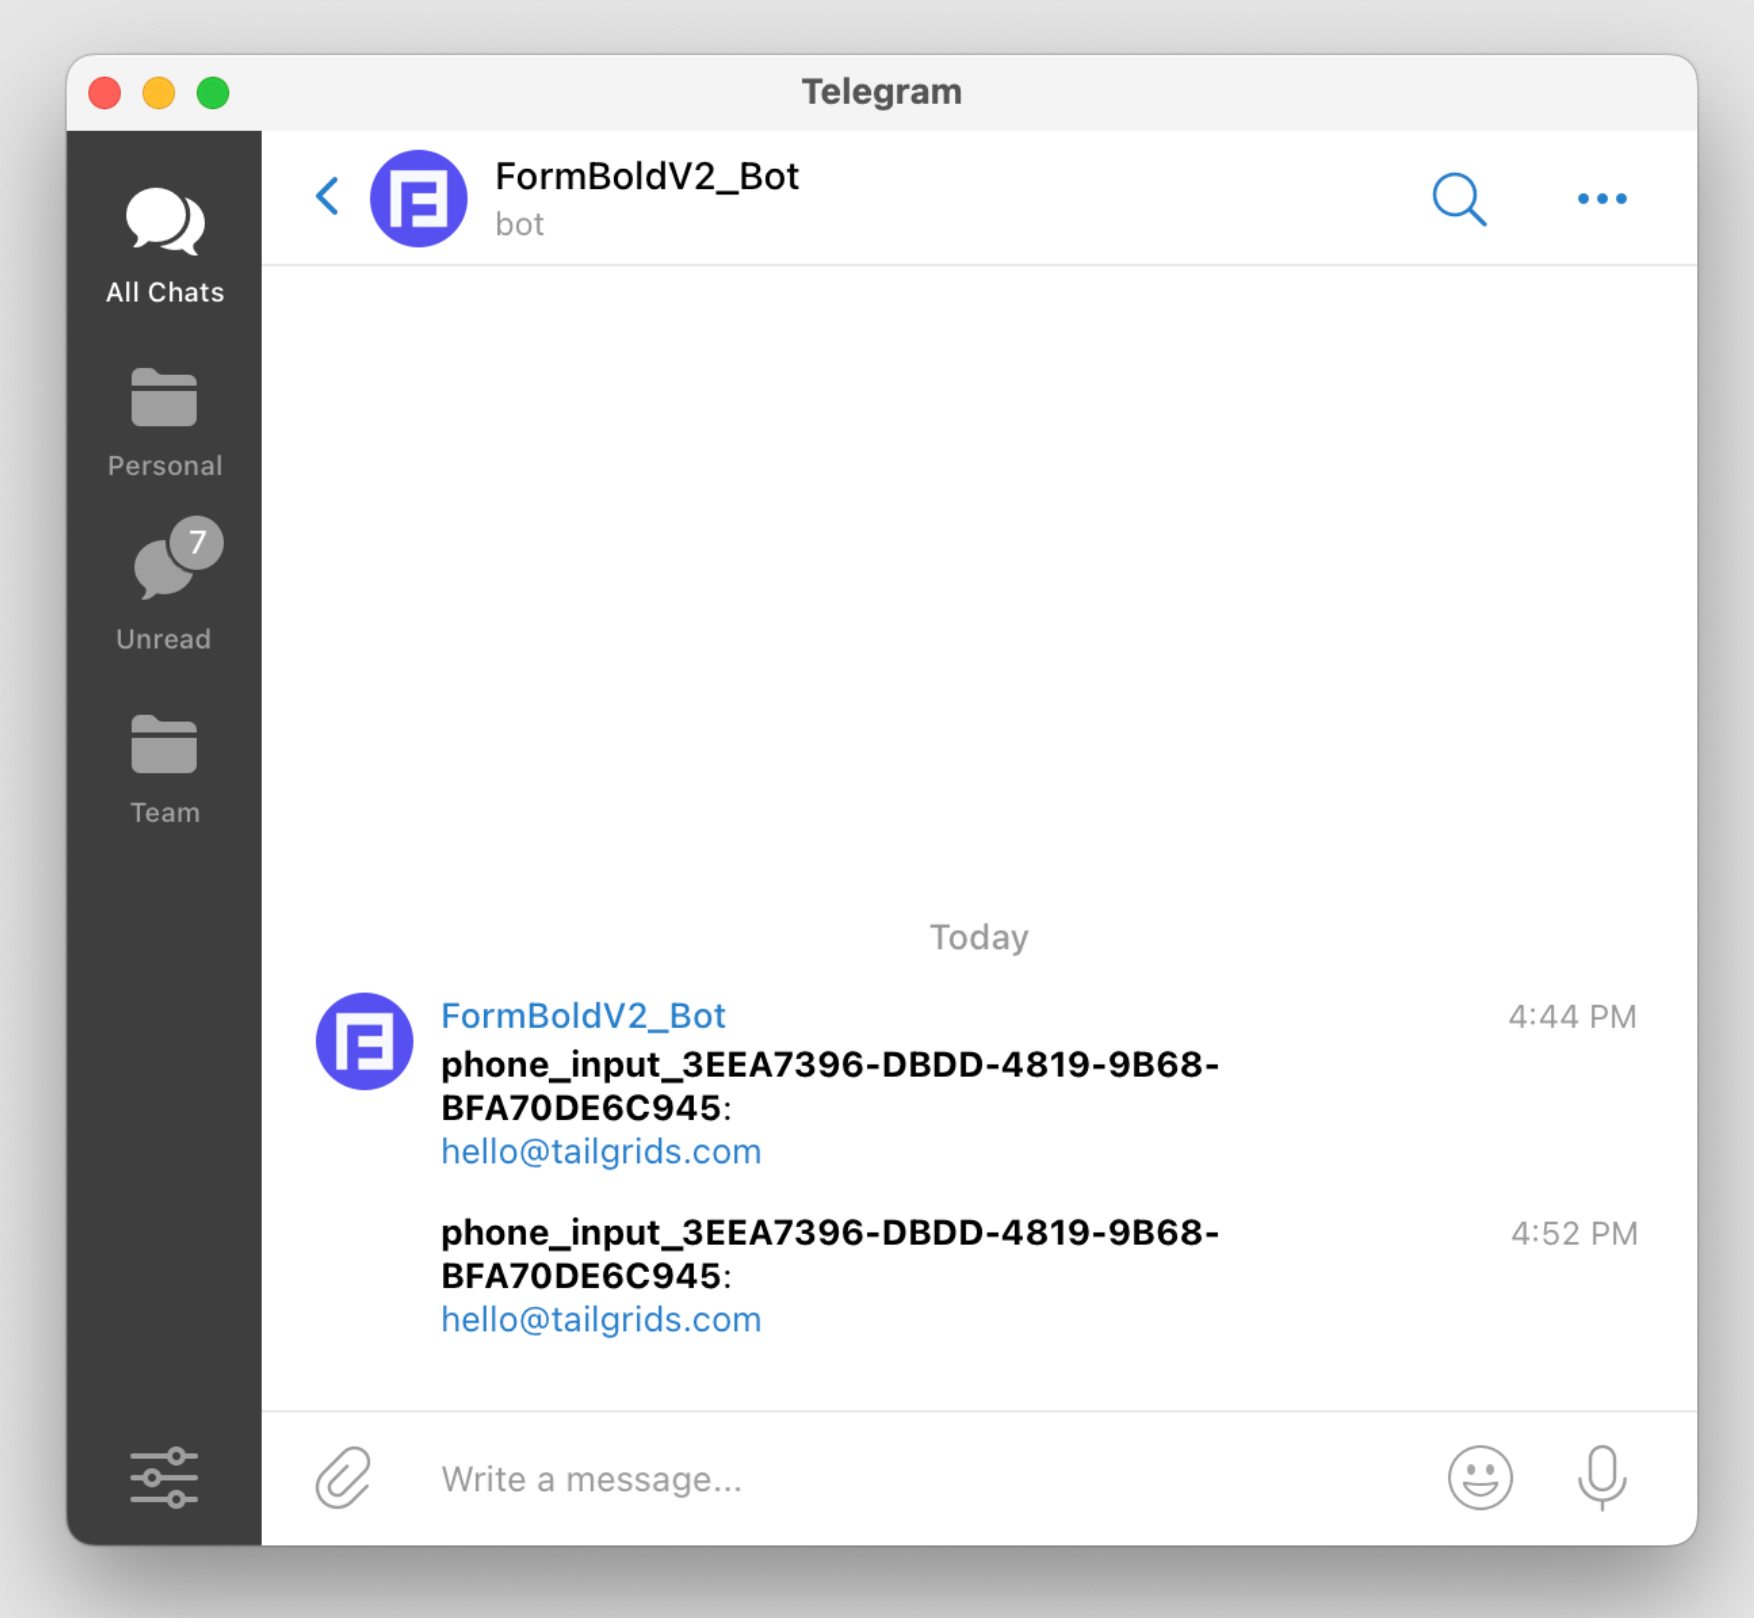 Telegram
FormBoldV2_Bot
bot
All Chats
Personal
7
Unread
Team
Today
FormBoldV2_Bot
4:44 PM
phone_input_3EEA7396-DBDD-4819-9B68-
BFA70DE6C945:
hello@tailgrids.com
phone_input_3EEA7396-DBDD-4819-9B68-
4:52 PM
BFA70DE6C945:
hello@tailgrids.com
Write a message...